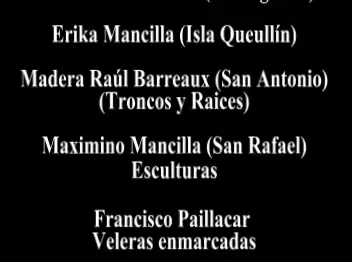 Erika Mancilla (Isla Queullín)
Madera Raúl Barreaux (San Antonio)
(Troncos y Raices)
Maximino Mancilla (San Rafael)
Esculturas
Francisco Paillacar
Veleras enmarcadas